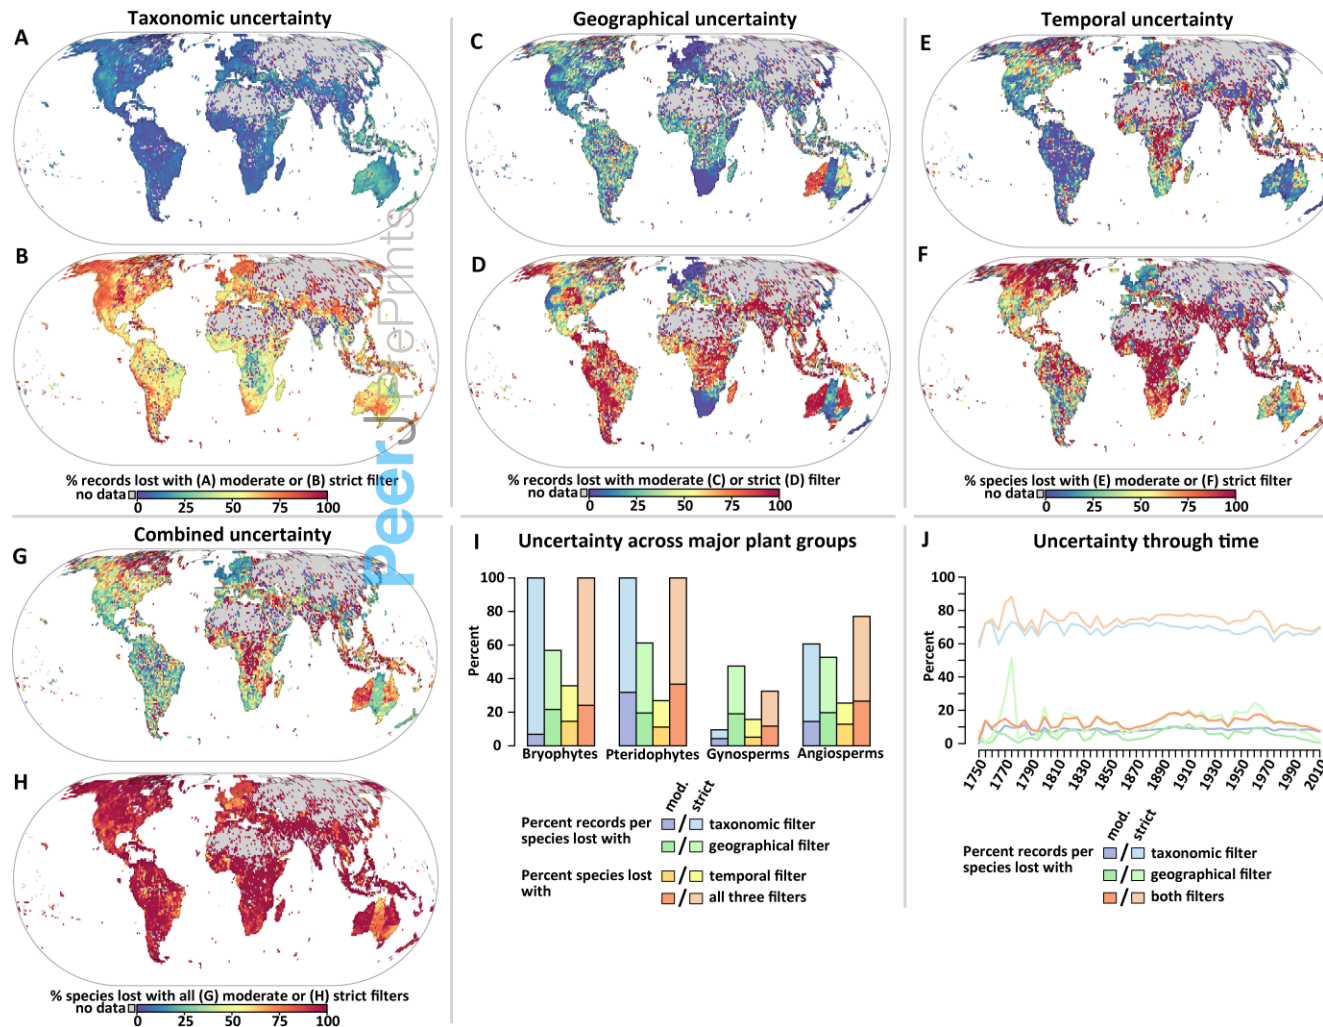 Taxonomic uncertainty
A
B
% records lost with (A) moderate or (B) strict filter
no data
0 25 50 75 100
Geographical uncertainty
C
D
% records lost with moderate (C) or strict (D) filter
no data
0 25 50 75 100
Temporal uncertainty
E
F
% species lost with (E) moderate or (F) strict filter
no data
0 25 50 75 100
PeerJ PrePrints
Combined uncertainty
G
H
% species lost with all (G) moderate or (H) strict filters
no data
0 25 50 75 100
I Uncertainty across major plant groups
Percent
100
80
60
40
20
0
Bryophytes Pteridophytes Gynosperms Angiosperms
mod. / strict
Percent records per
species lost with
/ taxonomic filter
/ geographical filter
Percent species lost
with
/ temporal filter
/ all three filters
J Uncertainty through time
Percent
100
80
60
40
20
0
1750 1770 1790 1810 1830 1850 1870 1890 1910 1930 1950 1970 1990 2010
mod. / strict
Percent records per
species lost with
/ taxonomic filter
/ geographical filter
/ both filters